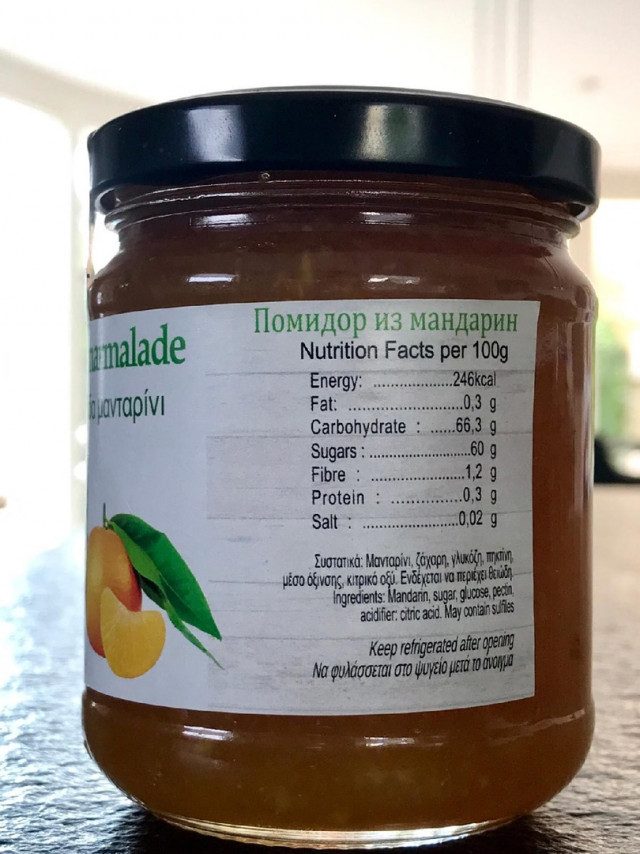 marmalade
μανταρίνι
Помидор из мандарин
Nutrition Facts per 100g
Energy: ....................246kcal
Fat: ............................0,3 g
Carbohydrate : ......66,3 g
Sugars : .........................60 g
Fibre : .........................1,2 g
Protein : .................0,3 g
Salt : .......................0,02 g
Συστατικά: Μανταρίνι, ζάχαρη, γλυκόζη, πηκτίνη,
μέσο όξινσης, κιτρικό οξύ. Ενδέχεται να περιέχει θειώδη
Ingredients: Mandarin, sugar, glucose, pectin,
acidifier: citric acid. May contain sulfiles
Keep refrigerated after opening
Να φυλάσσεται στο ψυγείο μετά το άνοιγμα